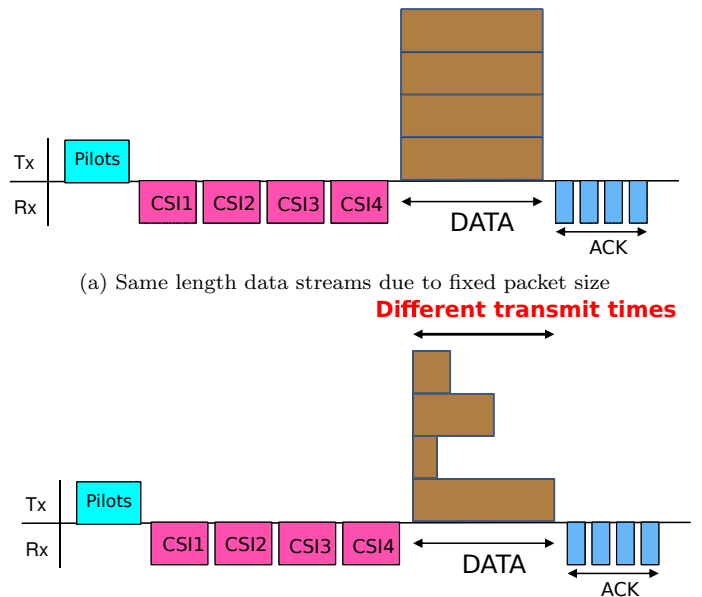 Tx
Pilots
Rx
CSI1 CSI2 CSI3 CSI4
DATA
ACK
(a) Same length data streams due to fixed packet size
Different transmit times
Tx
Pilots
Rx
CSI1 CSI2 CSI3 CSI4
DATA
ACK